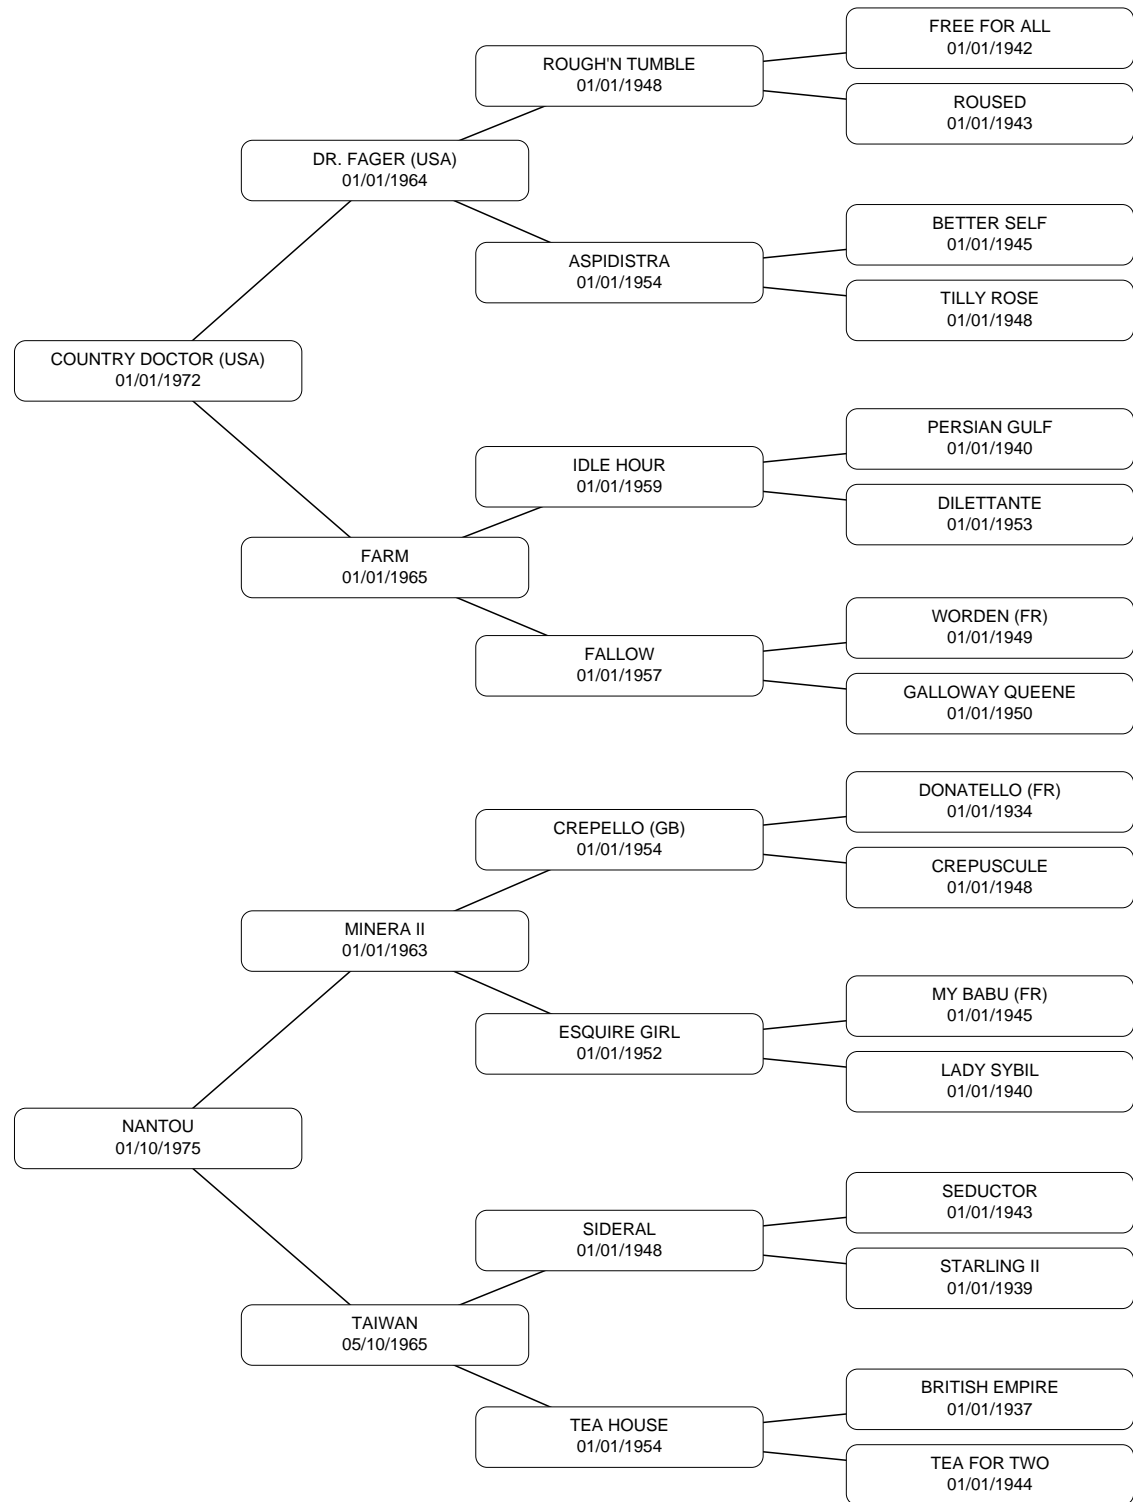 FREE FOR ALL
01/01/1942
ROUGH'N TUMBLE
01/01/1948
ROUSED
01/01/1943
DR. FAGER (USA)
01/01/1964
BETTER SELF
01/01/1945
ASPIDISTRA
01/01/1954
TILLY ROSE
01/01/1948
COUNTRY DOCTOR (USA)
01/01/1972
PERSIAN GULF
01/01/1940
IDLE HOUR
01/01/1959
DILETTANTE
01/01/1953
FARM
01/01/1965
WORDEN (FR)
01/01/1949
FALLOW
01/01/1957
GALLOWAY QUEENE
01/01/1950
DONATELLO (FR)
01/01/1934
CREPELLO (GB)
01/01/1954
CREPUSCULE
01/01/1948
MINERA II
01/01/1963
MY BABU (FR)
01/01/1945
ESQUIRE GIRL
01/01/1952
LADY SYBIL
01/01/1940
NANTOU
01/10/1975
SEDUCTOR
01/01/1943
SIDERAL
01/01/1948
STARLING II
01/01/1939
TAIWAN
05/10/1965
BRITISH EMPIRE
01/01/1937
TEA HOUSE
01/01/1954
TEA FOR TWO
01/01/1944